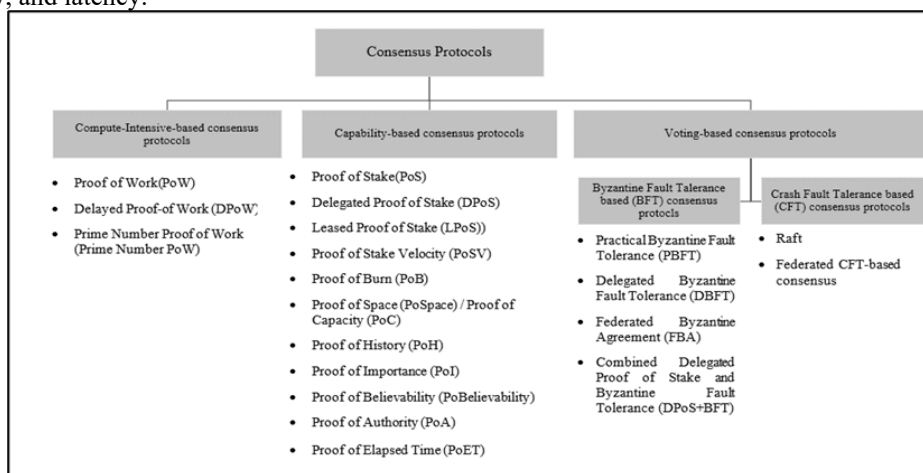 , and latency.
Consensus Protocols
Compute-Intensive-based consensus
protocols
• Proof of Work(PoW)
• Delayed Proof-of Work (DPoW)
• Prime Number Proof of Work
(Prime Number PoW)
Capability-based consensus protocols
• Proof of Stake(PoS)
• Delegated Proof of Stake (DPoS)
• Leased Proof of Stake (LPoS))
• Proof of Stake Velocity (PoSV)
• Proof of Burn (PoB)
• Proof of Space (PoSpace) / Proof of
Capacity (PoC)
• Proof of History (PoH)
• Proof of Importance (PoI)
• Proof of Believability (PoBelievability)
• Proof of Authority (PoA)
• Proof of Elapsed Time (PoET)
Voting-based consensus protocols
Byzantine Fault Talerance
based (BFT) consensus
protocls
• Practical Byzantine Fault
Tolerance (PBFT)
• Delegated Byzantine
Fault Tolerance (DBFT)
• Federated Byzantine
Agreement (FBA)
• Combined Delegated
Proof of Stake and
Byzantine Fault
Tolerance (DPoS+BFT)
Crash Fault Talerance based
(CFT) consensus protocols
• Raft
• Federated CFT-based
consensus